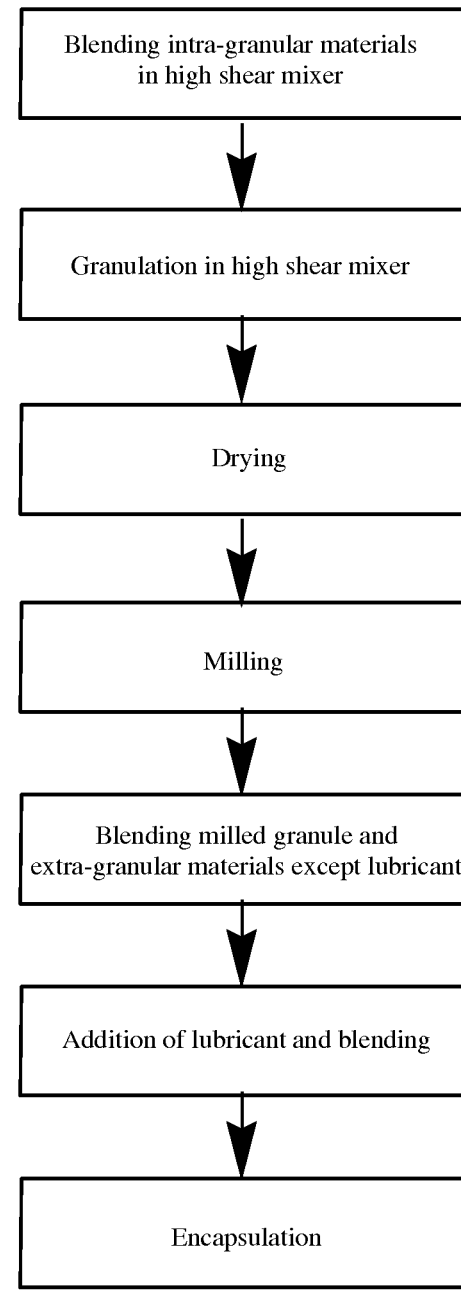 Blending intra-granular materials
in high shear mixer
Granulation in high shear mixer
Drying
Milling
Blending milled granule and
extra-granular materials except lubricant
Addition of lubricant and blending
Encapsulation